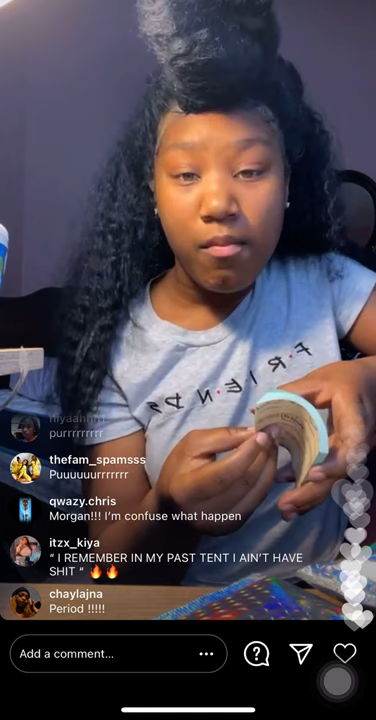 F·R·I·E·N·D·S
purrrrrrrrr
thefam_spamsss
Puuuuuurrrrrrr
qwazy.chris
Morgan!!! I’m confuse what happen
itzx_kiya
“ I REMEMBER IN MY PAST TENT I AIN’T HAVE
SHIT “ 🔥🔥
chaylajna
Period !!!!!
Add a comment...